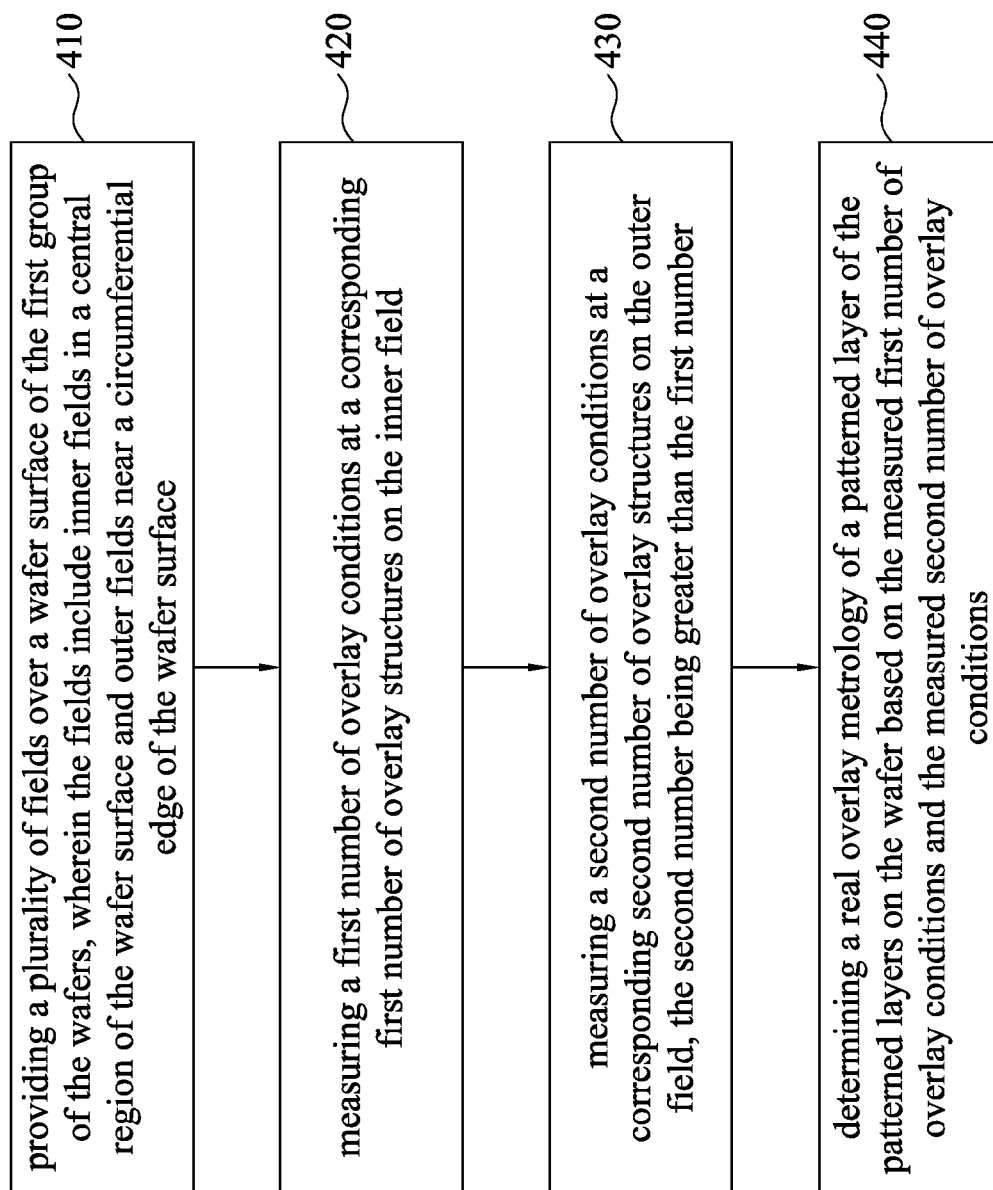 providing a plurality of fields over a wafer surface of the first group
of the wafers, wherein the fields include inner fields in a central
region of the wafer surface and outer fields near a circumferential
edge of the wafer surface
410
measuring a first number of overlay conditions at a corresponding
first number of overlay structures on the inner field
420
measuring a second number of overlay conditions at a
corresponding second number of overlay structures on the outer
field, the second number being greater than the first number
430
determining a real overlay metrology of a patterned layer of the
patterned layers on the wafer based on the measured first number of
overlay conditions and the measured second number of overlay
conditions
440